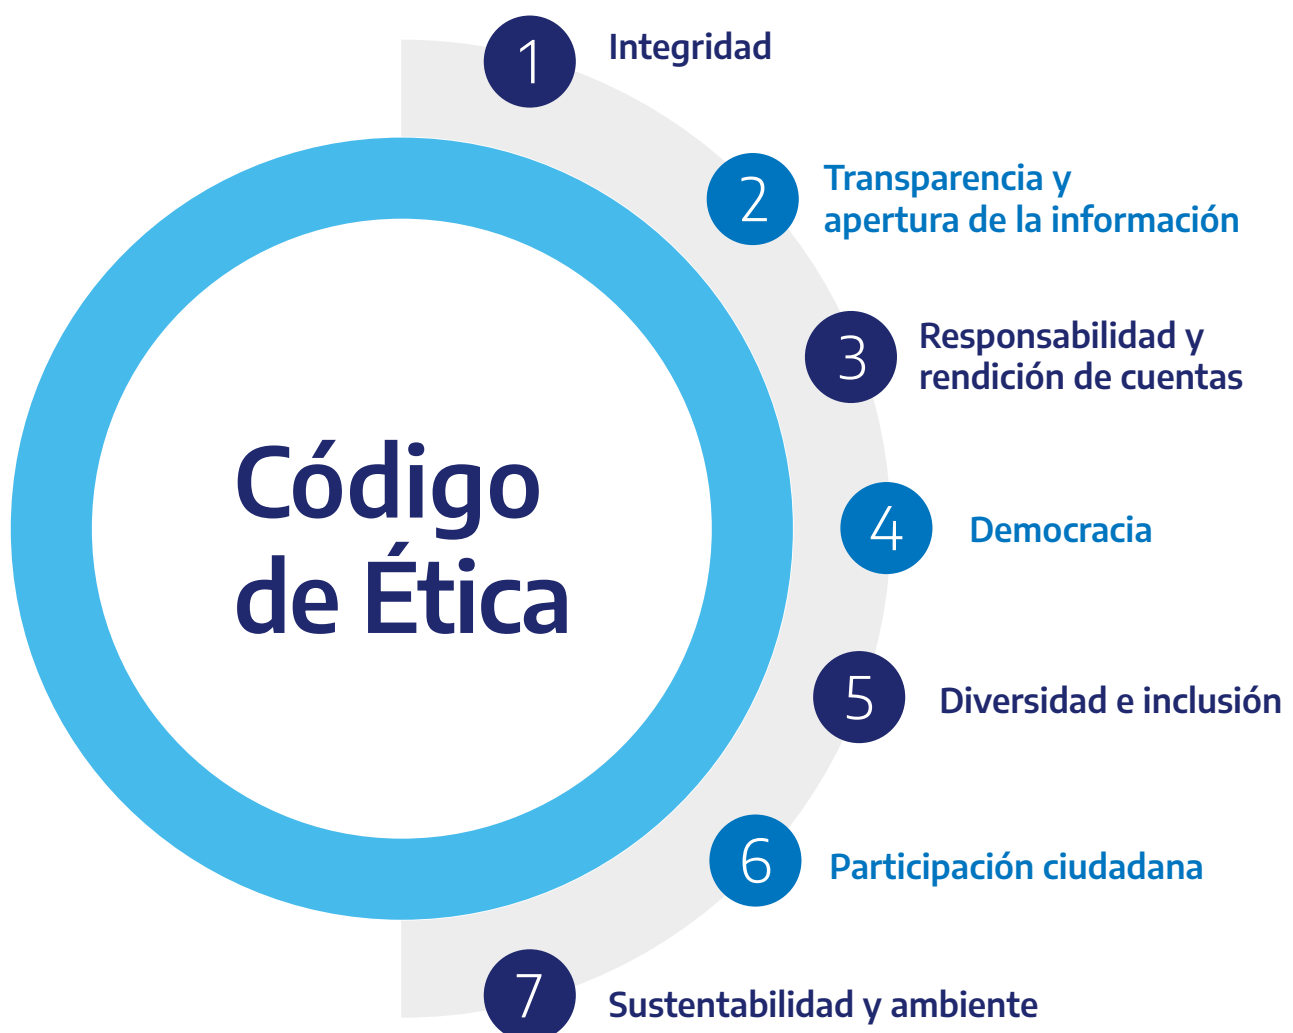 Código
de Ética
1
Integridad
2
Transparencia y
apertura de la información
3
Responsabilidad y
rendición de cuentas
4
Democracia
5
Diversidad e inclusión
6
Participación ciudadana
7
Sustentabilidad y ambiente